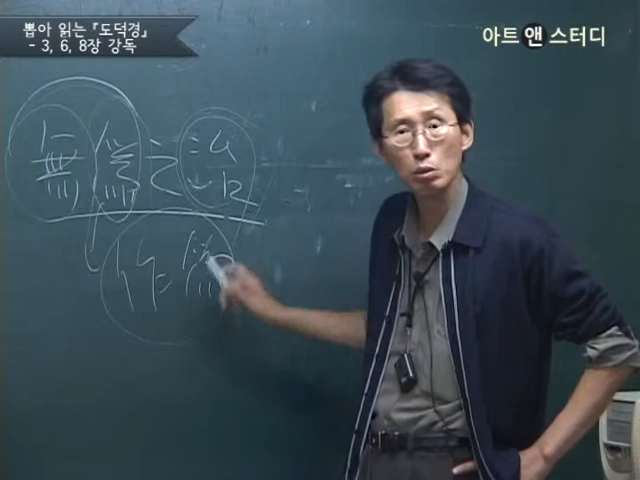 뽑아 읽는 『도덕경』
- 3, 6, 8장 강독
아트앤스터디
無爲之治
作爲